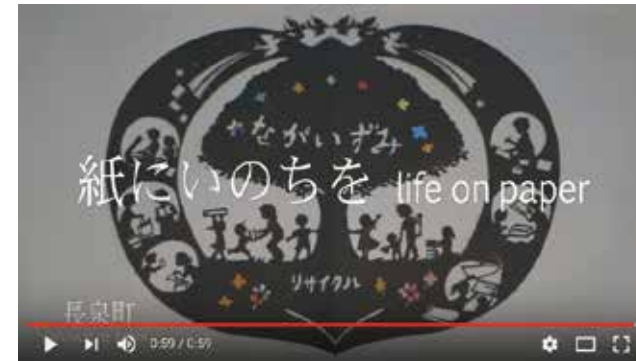 ながいずみ
紙にいのちを life on paper
リサイクル
長泉町
0:59 / 0:59